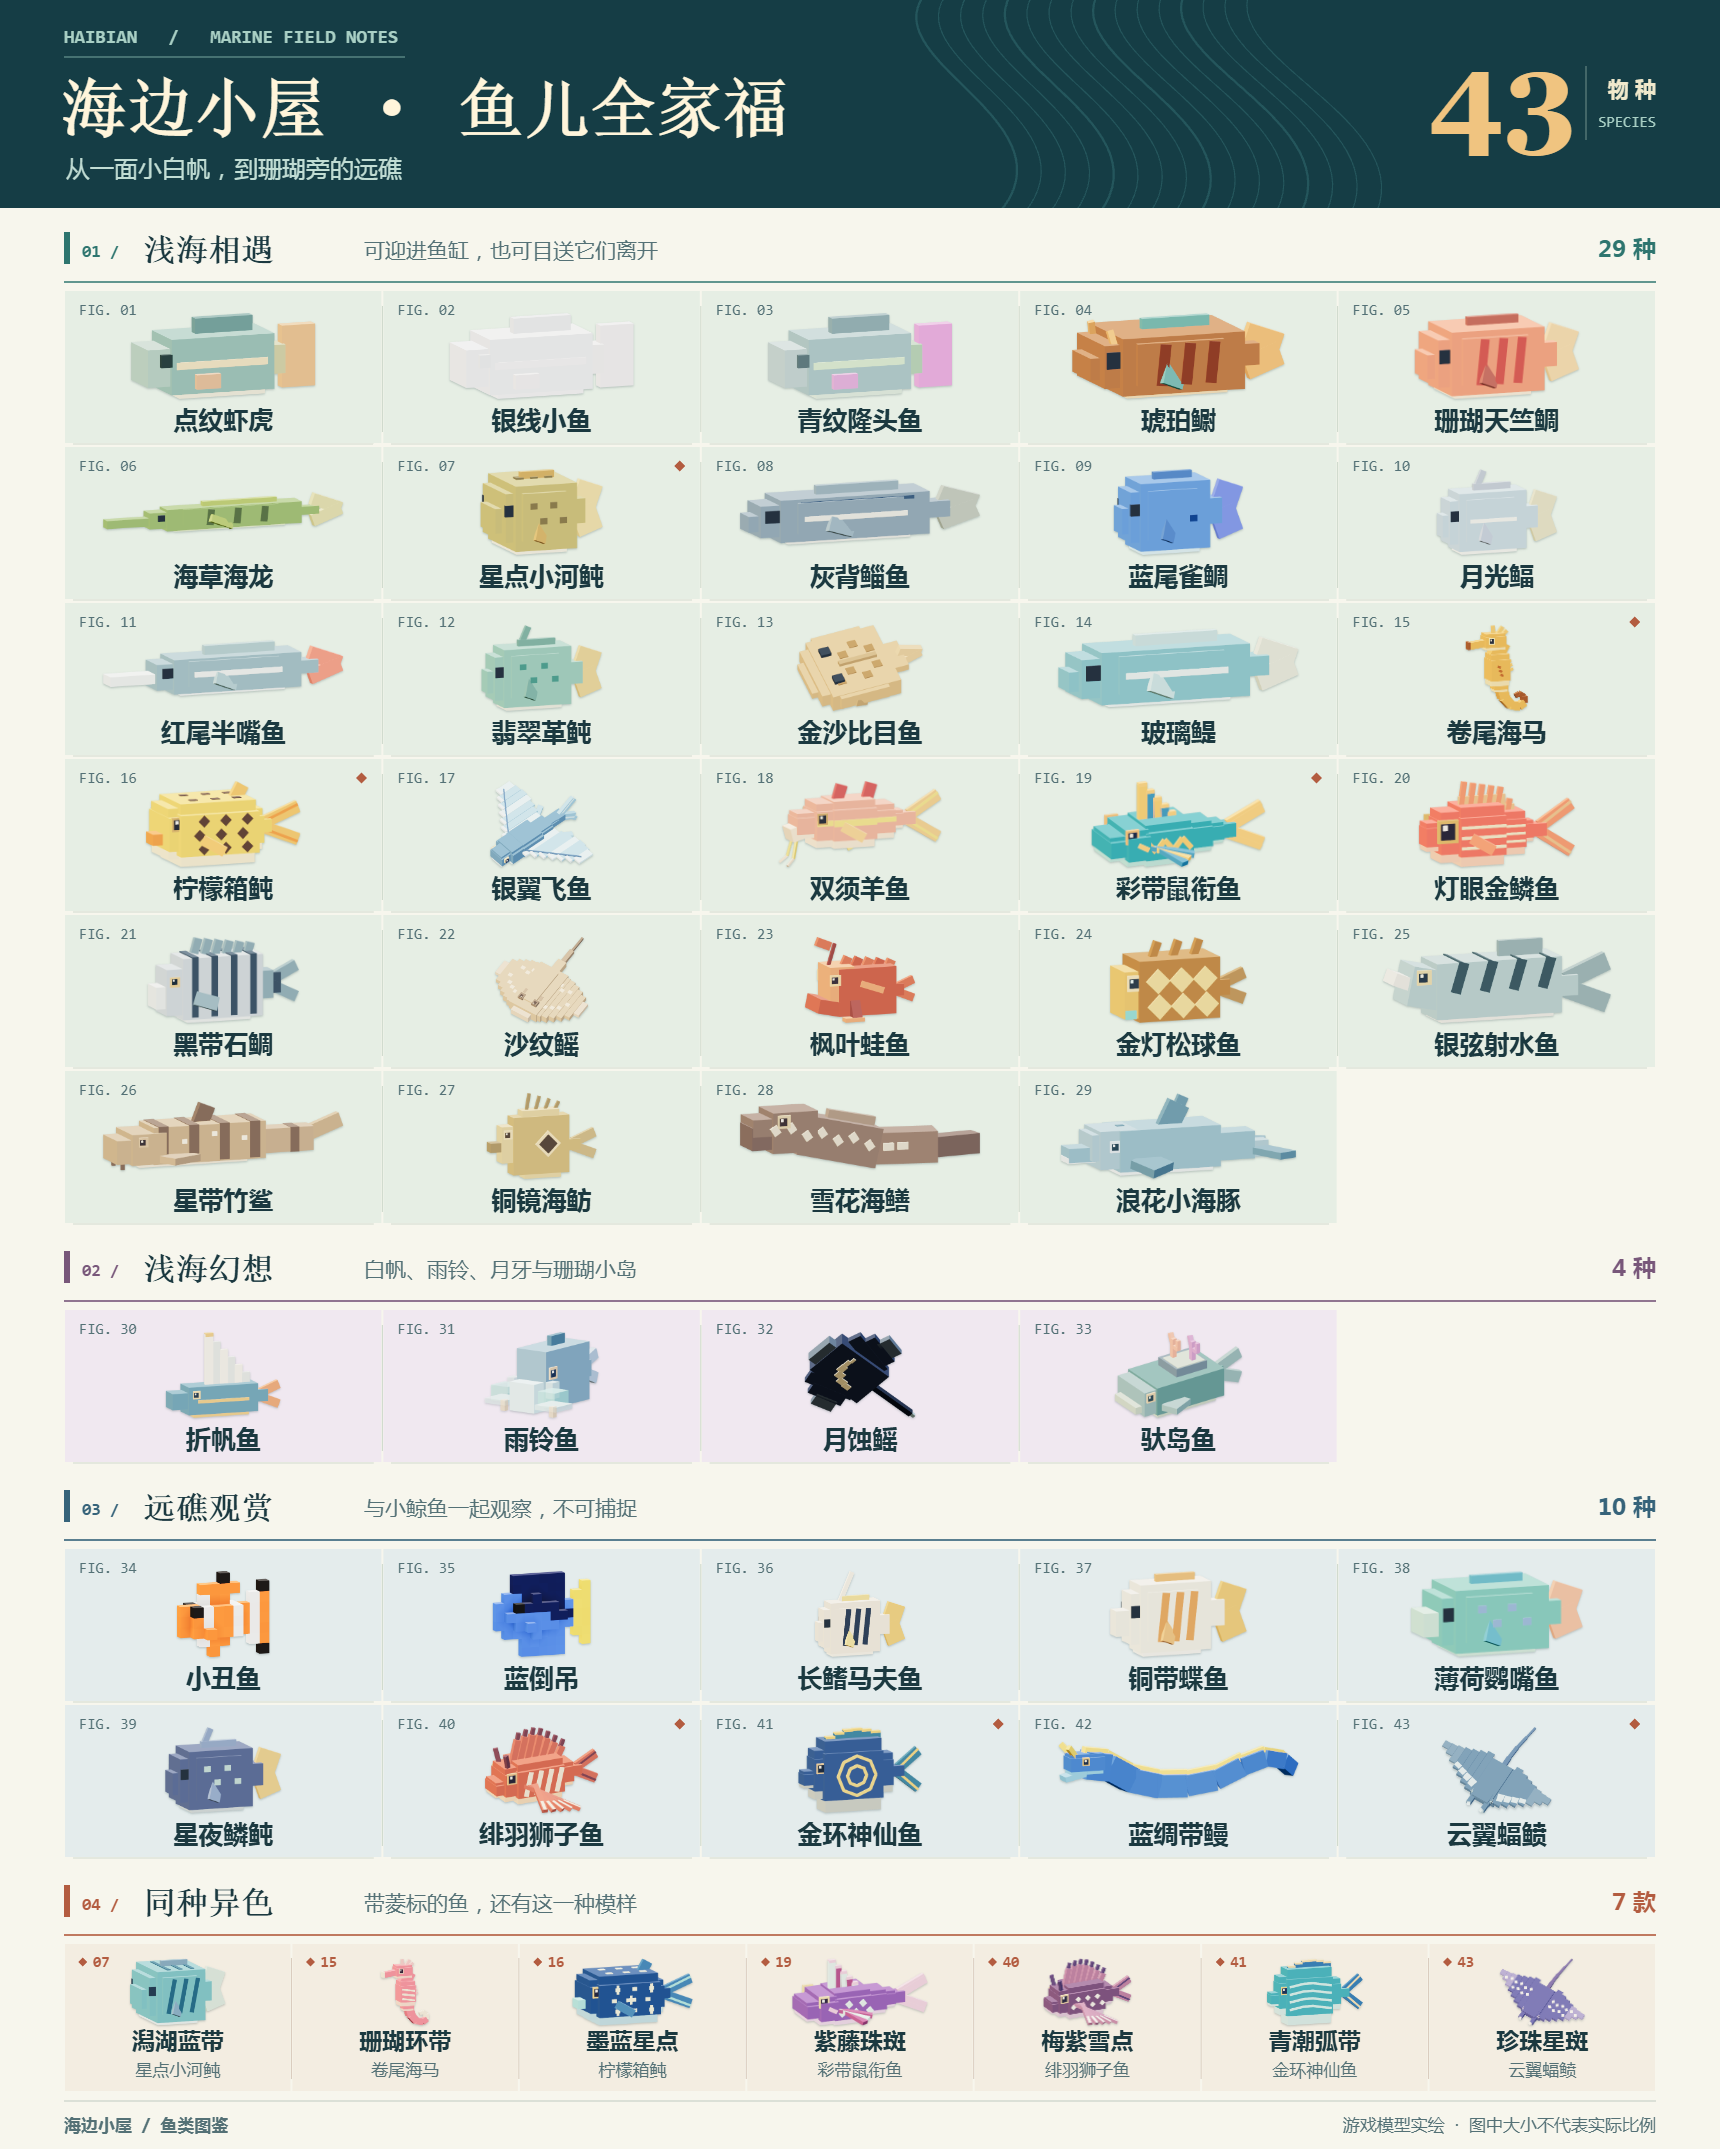 HAIBIAN / MARINE FIELD NOTES
海边小屋 • 鱼儿全家福
从一面小白帆，到珊瑚旁的远礁
43
物种
SPECIES
01 / 浅海相遇 可迎进鱼缸，也可目送它们离开 29 种
FIG. 01 FIG. 02 FIG. 03 FIG. 04 FIG. 05
点纹虾虎 银线小鱼 青纹隆头鱼 琥珀鳚 珊瑚天竺鲷
FIG. 06 FIG. 07 ◆ FIG. 08 FIG. 09 FIG. 10
海草海龙 星点小河鲀 灰背鲻鱼 蓝尾雀鲷 月光鲳
FIG. 11 FIG. 12 FIG. 13 FIG. 14 FIG. 15 ◆
红尾半嘴鱼 翡翠革鲀 金沙比目鱼 玻璃鳀 卷尾海马
FIG. 16 ◆ FIG. 17 FIG. 18 FIG. 19 ◆ FIG. 20
柠檬箱鲀 银翼飞鱼 双须羊鱼 彩带鼠衔鱼 灯眼金鳞鱼
FIG. 21 FIG. 22 FIG. 23 FIG. 24 FIG. 25
黑带石鲷 沙纹鳐 枫叶蛙鱼 金灯松球鱼 银弦射水鱼
FIG. 26 FIG. 27 FIG. 28 FIG. 29
星带竹鲨 铜镜海鲂 雪花海鳝 浪花小海豚
02 / 浅海幻想 白帆、雨铃、月牙与珊瑚小岛 4 种
FIG. 30 FIG. 31 FIG. 32 FIG. 33
折帆鱼 雨铃鱼 月蚀鳐 驮岛鱼
03 / 远礁观赏 与小鲸鱼一起观察，不可捕捉 10 种
FIG. 34 FIG. 35 FIG. 36 FIG. 37 FIG. 38
小丑鱼 蓝倒吊 长鳍马夫鱼 铜带蝶鱼 薄荷鹦嘴鱼
FIG. 39 FIG. 40 ◆ FIG. 41 ◆ FIG. 42 FIG. 43 ◆
星夜鳞鲀 绯羽狮子鱼 金环神仙鱼 蓝绸带鳗 云翼蝠鲼
04 / 同种异色 带菱标的鱼，还有这一种模样 7 款
◆ 07 ◆ 15 ◆ 16 ◆ 19 ◆ 40 ◆ 41 ◆ 43
潟湖蓝带 珊瑚环带 墨蓝星点 紫藤珠斑 梅紫雪点 青潮弧带 珍珠星斑
星点小河鲀 卷尾海马 柠檬箱鲀 彩带鼠衔鱼 绯羽狮子鱼 金环神仙鱼 云翼蝠鲼
海边小屋 / 鱼类图鉴 游戏模型实绘 · 图中大小不代表实际比例